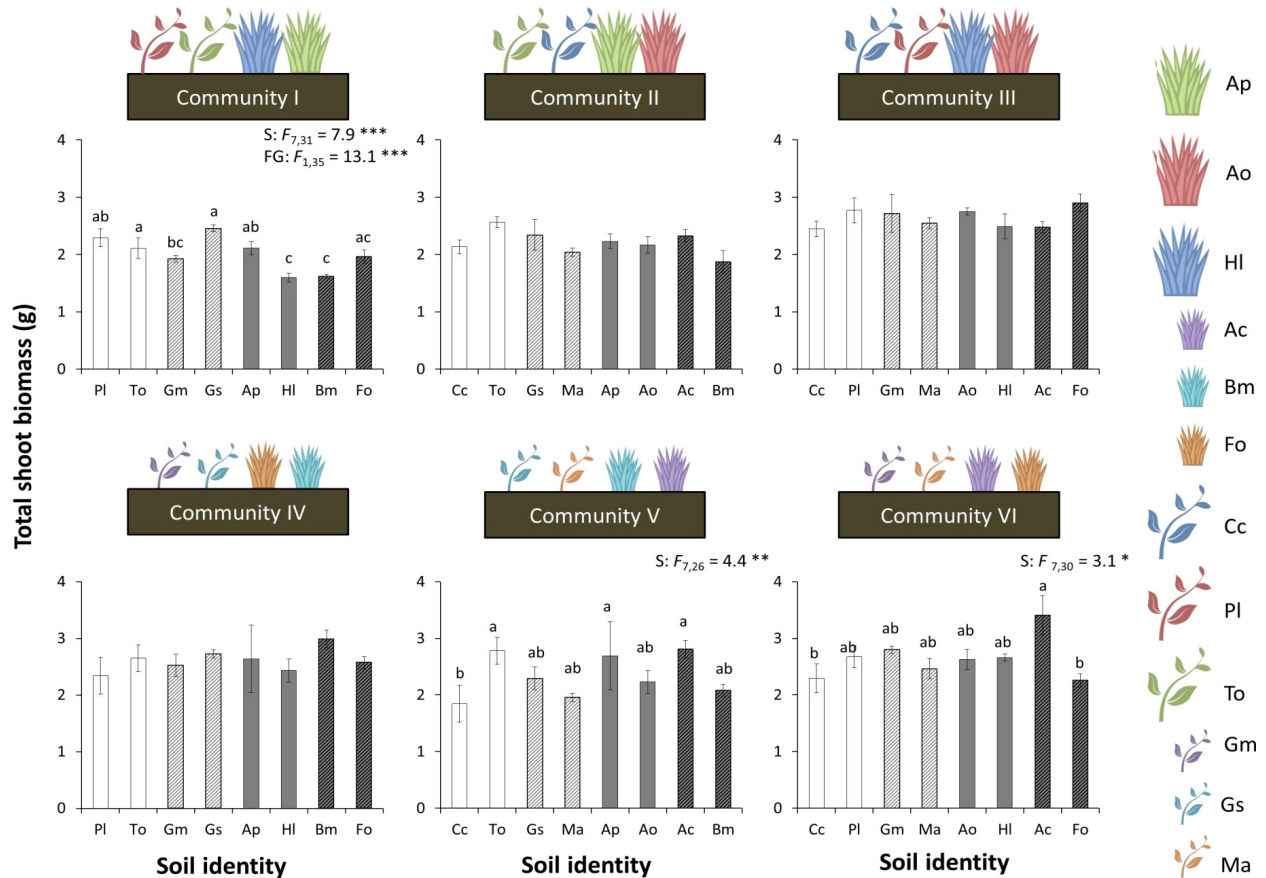 Community I
Community II
Community III
S: F7,31 = 7.9 ***
FG: F1,35 = 13.1 ***
Total shoot biomass (g)
4
3
2
1
0
ab
a
bc
a
ab
c
c
ac
Pl To Gm Gs Ap Hl Bm Fo
4
3
2
1
0
Cc To Gs Ma Ap Ao Ac Bm
4
3
2
1
0
Cc Pl Gm Ma Ao Hl Ac Fo
Community IV
Community V
Community VI
S: F7,26 = 4.4 **
S: F7,30 = 3.1 *
4
3
2
1
0
Pl To Gm Gs Ap Hl Bm Fo
Soil identity
4
3
2
1
0
b
a
ab
ab
a
ab
a
ab
Cc To Gs Ma Ap Ao Ac Bm
Soil identity
4
3
2
1
0
b
ab
ab
ab
ab
ab
a
b
Cc Pl Gm Ma Ao Hl Ac Fo
Soil identity
Ap
Ao
Hl
Ac
Bm
Fo
Cc
Pl
To
Gm
Gs
Ma